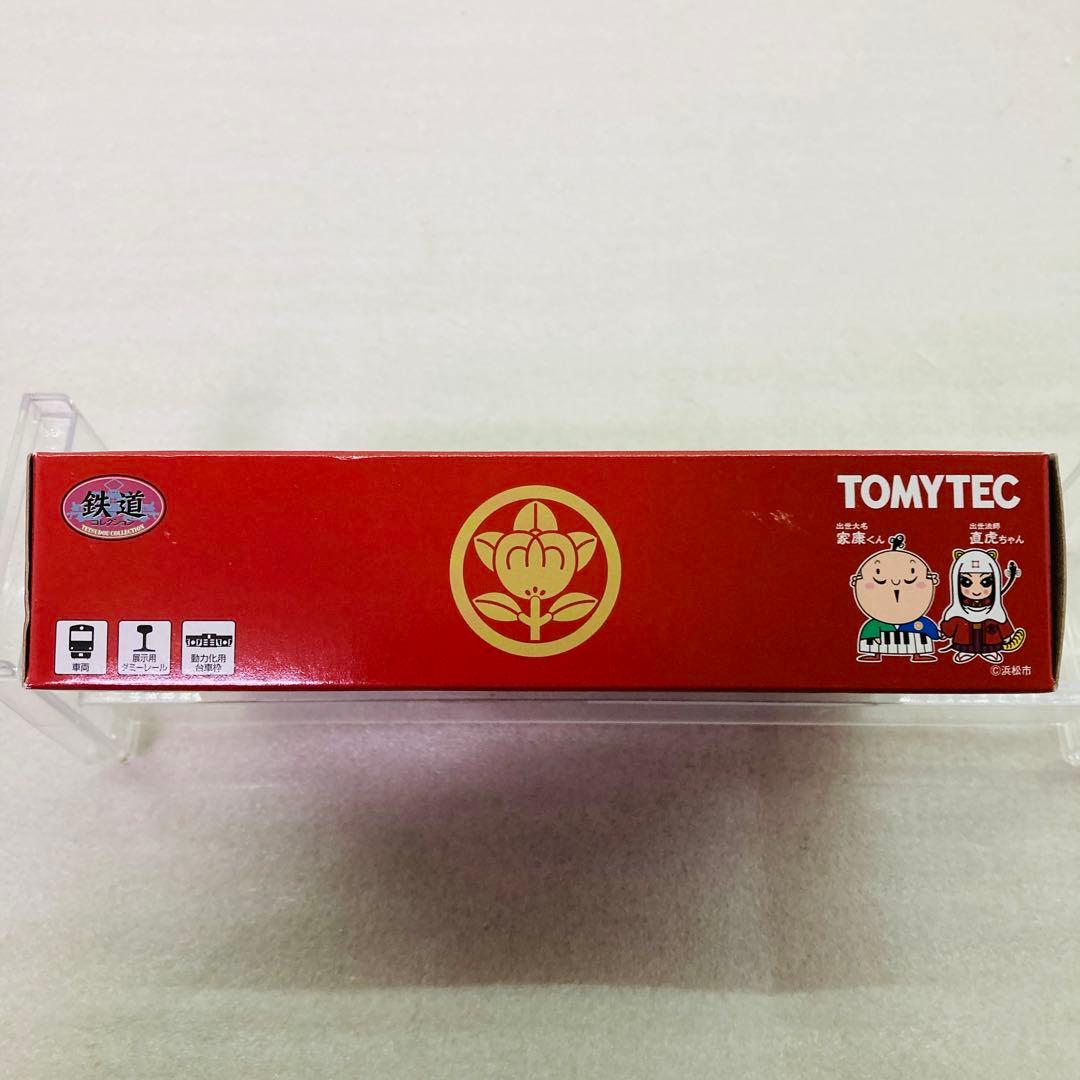 鉄道
コレクション
TETSUDOU COLLECTION
車両
展示用
ダミーレール
動力化用
台車枠
TOMYTEC
出世大名
家康くん
出世法師
直虎ちゃん
©浜松市